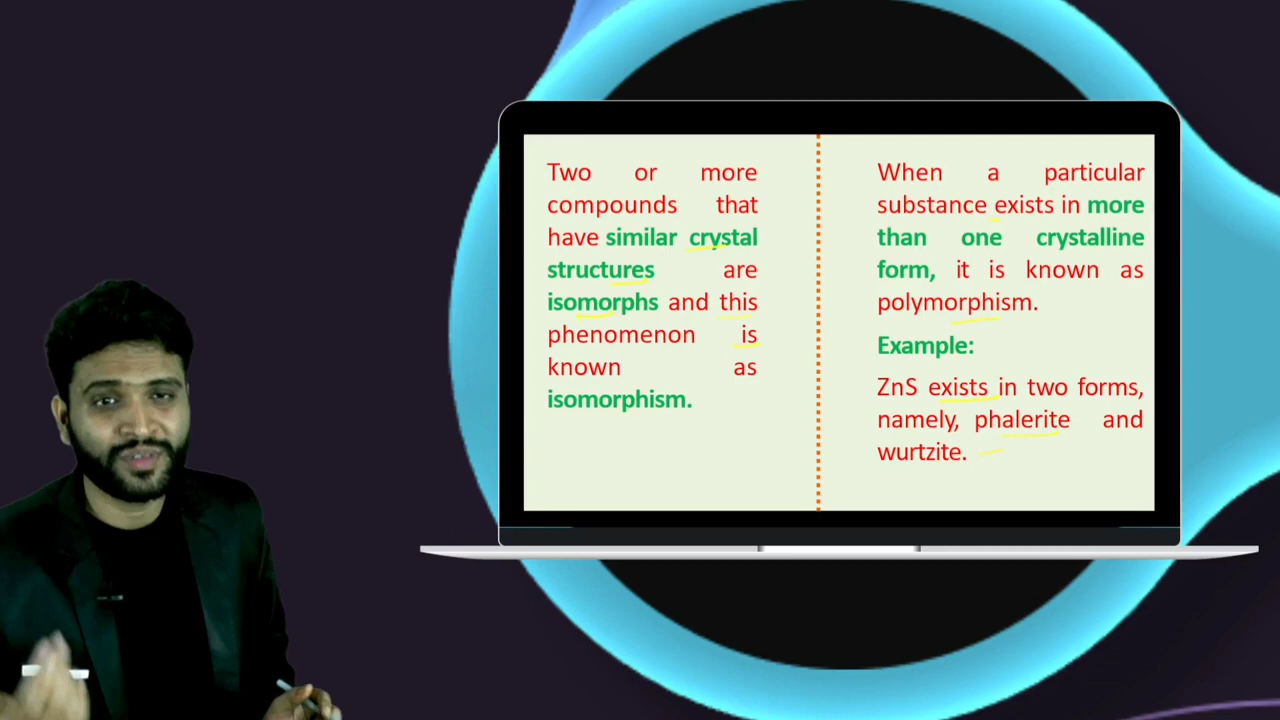 Two or more
compounds that
have similar crystal
structures are
isomorphs and this
phenomenon is
known as
isomorphism.
When a particular
substance exists in more
than one crystalline
form, it is known as
polymorphism.
Example:
ZnS exists in two forms,
namely, phalerite and
wurtzite.